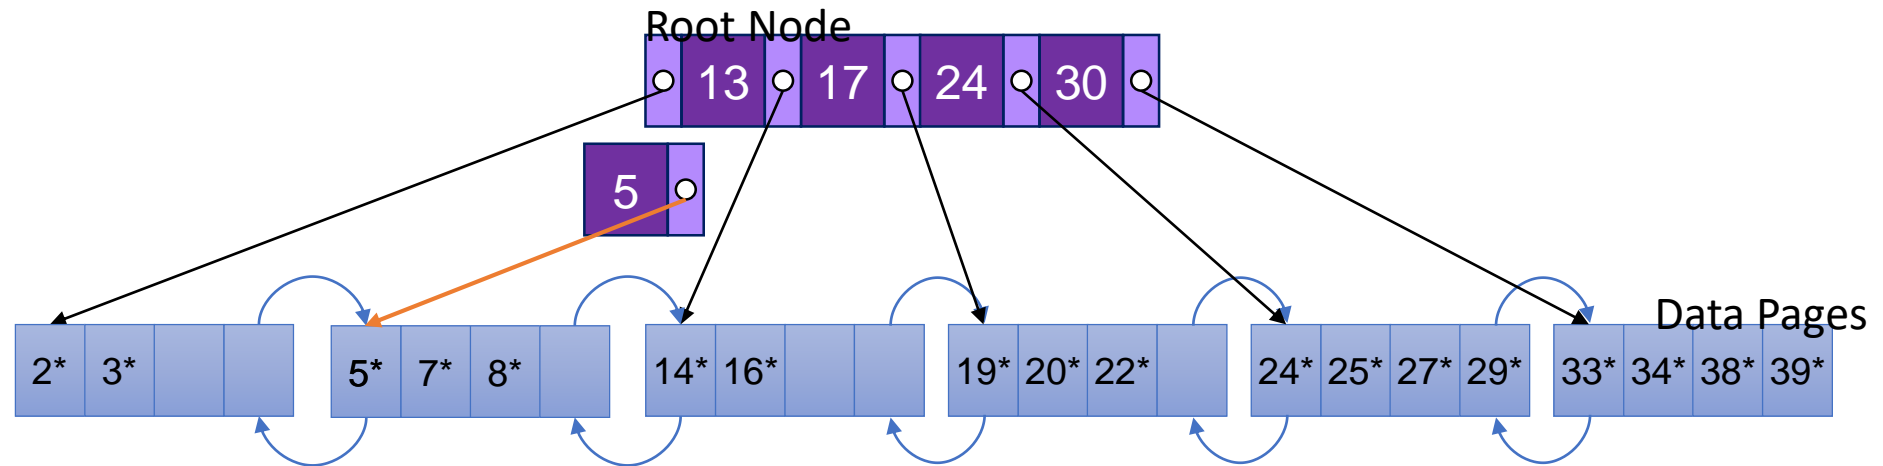 Root Node
13 17 24 30
5
Data Pages
2* 3* 5* 7* 8* 14* 16* 19* 20* 22* 24* 25* 27* 29* 33* 34* 38* 39*